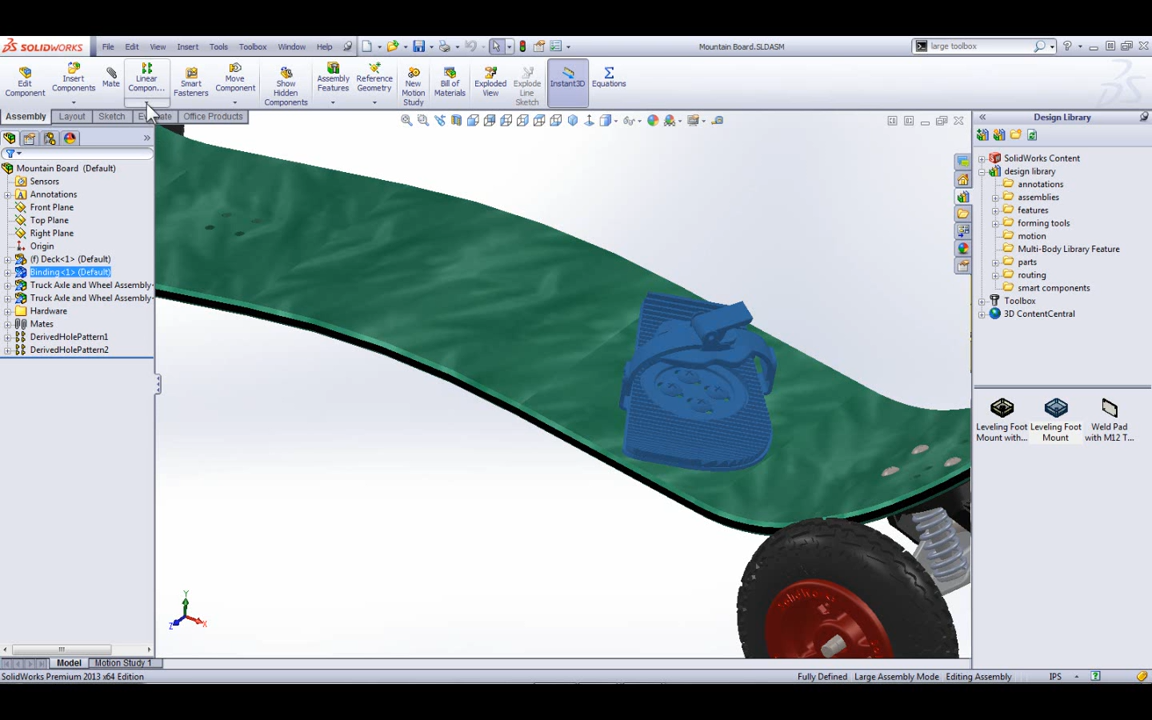 SOLIDWORKS File Edit View Insert Tools Toolbox Window Help Mountain Board.SLDASM large toolbox
Edit Component
Insert Components
Mate
Linear Compon...
Smart Fasteners
Move Component
Show Hidden Components
Assembly Features
Reference Geometry
New Motion Study
Bill of Materials
Exploded View
Explode Line Sketch
Instant3D
Equations
Assembly Layout Sketch Evaluate Office Products
Mountain Board (Default)
Sensors
Annotations
Front Plane
Top Plane
Right Plane
Origin
(f) Deck<1> (Default)
Binding<1> (Default)
Truck Axle and Wheel Assembly
Truck Axle and Wheel Assembly
Hardware
Mates
DerivedHolePattern1
DerivedHolePattern2
Design Library
SolidWorks Content
design library
annotations
assemblies
features
forming tools
motion
Multi-Body Library Feature
parts
routing
smart components
Toolbox
3D ContentCentral
Leveling Foot Mount with...
Leveling Foot Mount
Weld Pad with M12 T...
Y
X
Z
Model Motion Study 1
SolidWorks Premium 2013 x64 Edition Fully Defined Large Assembly Mode Editing Assembly IPS